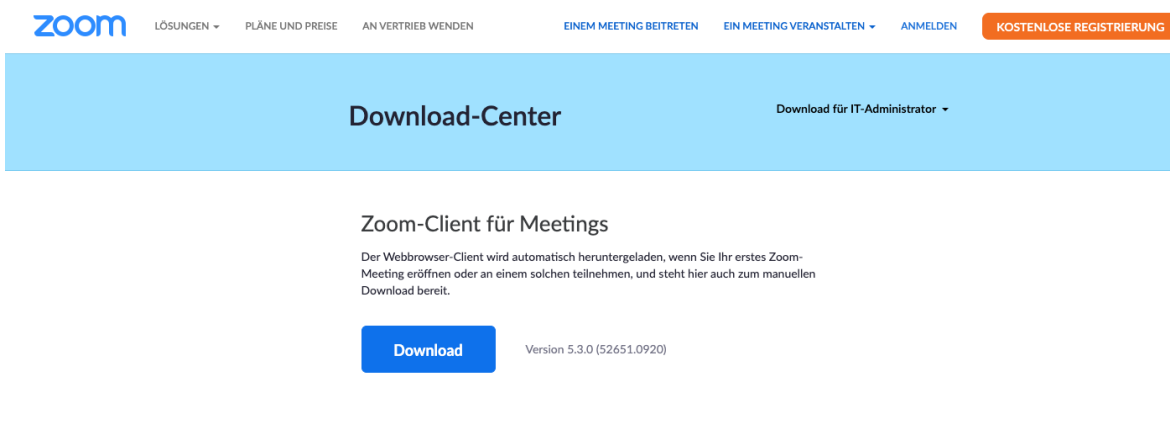 zoom LÖSUNGEN PLÄNE UND PREISE AN VERTRIEB WENDEN EINEM MEETING BEITRETEN EIN MEETING VERANSTALTEN ANMELDEN KOSTENLOSE REGISTRIERUNG
Download-Center Download für IT-Administrator
Zoom-Client für Meetings
Der Webbrowser-Client wird automatisch heruntergeladen, wenn Sie Ihr erstes Zoom-
Meeting eröffnen oder an einem solchen teilnehmen, und steht hier auch zum manuellen
Download bereit.
Download Version 5.3.0 (52651.0920)